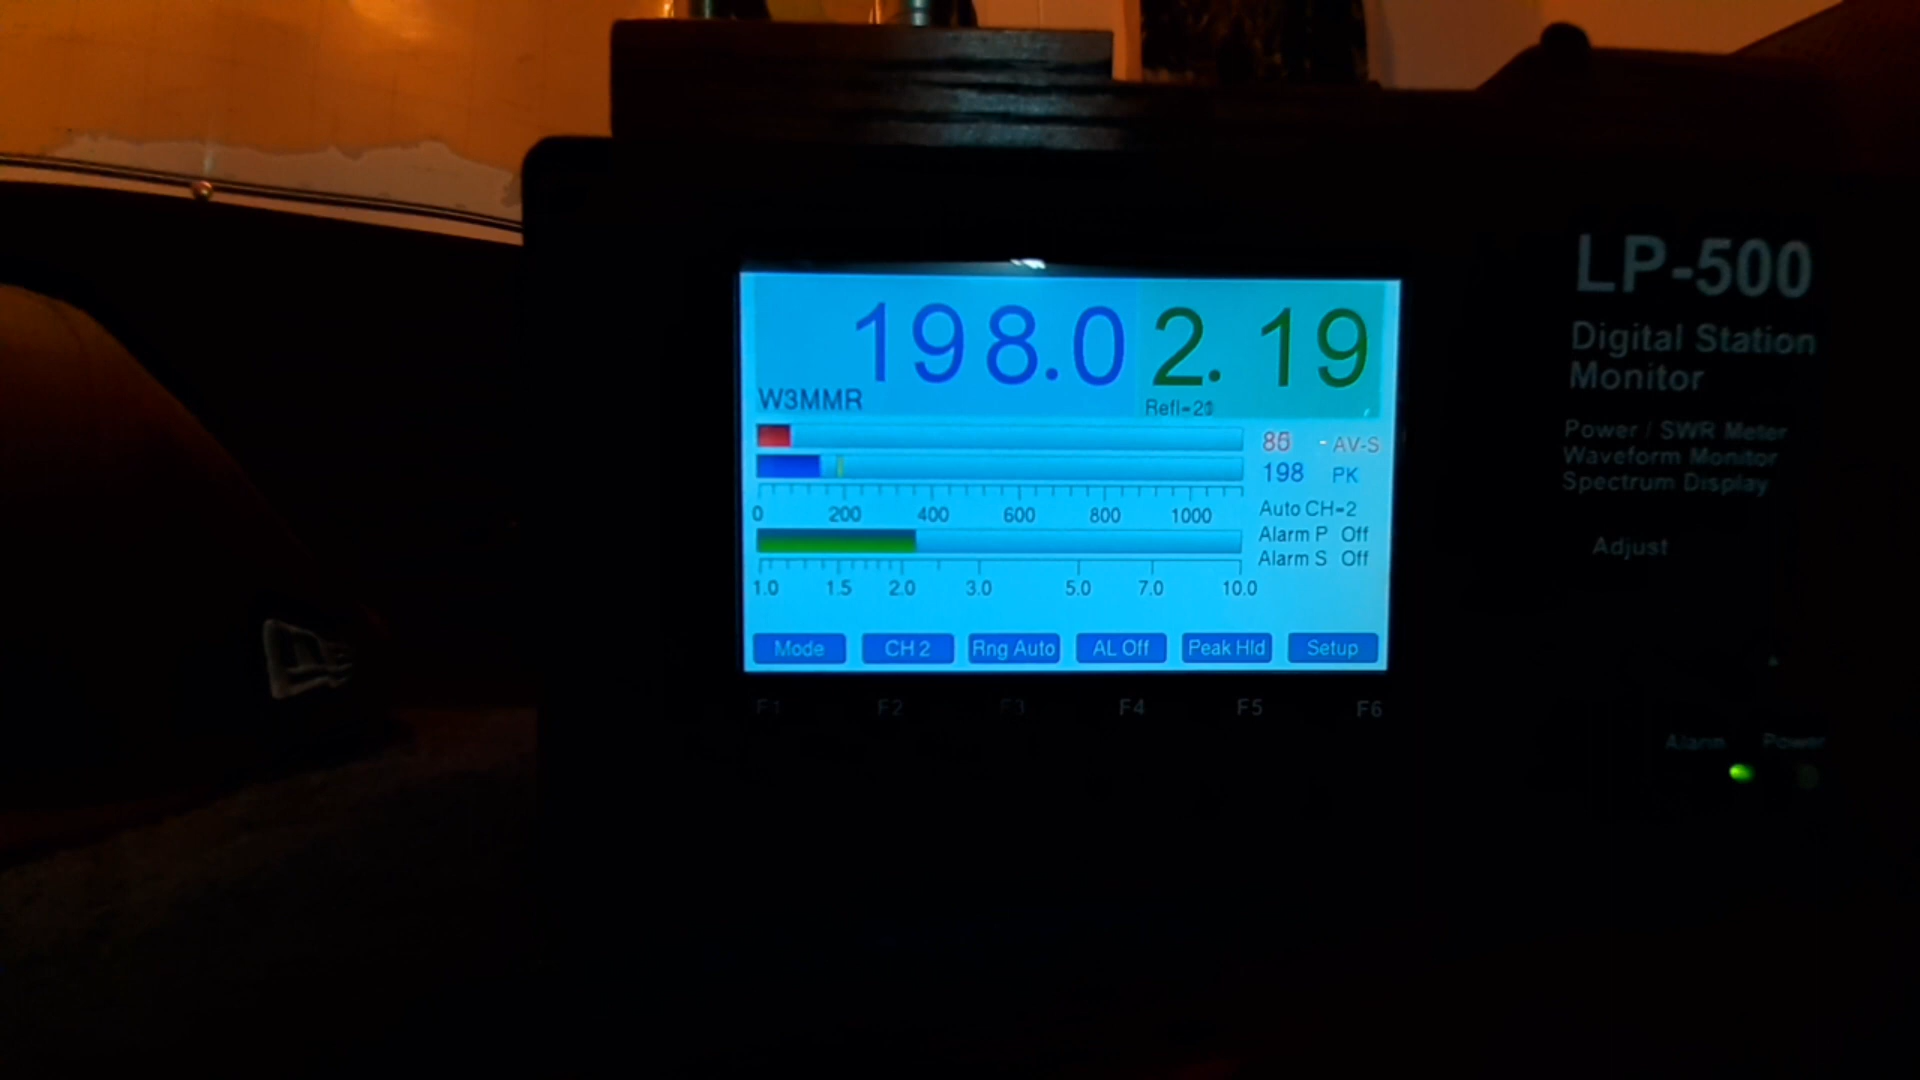 LP-500
Digital Station
Monitor
Power / SWR Meter
Waveform Monitor
Spectrum Display
Adjust
Alarm Power
198.0 2.19
W3MMR
AV-S
198 PK
0 200 400 600 800 1000
Auto CH=2
Alarm P Off
Alarm S Off
1.0 1.5 2.0 3.0 5.0 7.0 10.0
Mode CH 2 Rng Auto AL Off Peak Hld Setup
F1 F2 F3 F4 F5 F6